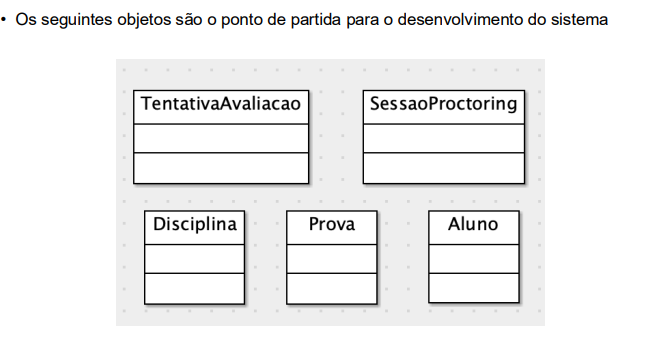 • Os seguintes objetos são o ponto de partida para o desenvolvimento do sistema
TentativaAvaliacao
SessaoProctoring
Disciplina
Prova
Aluno